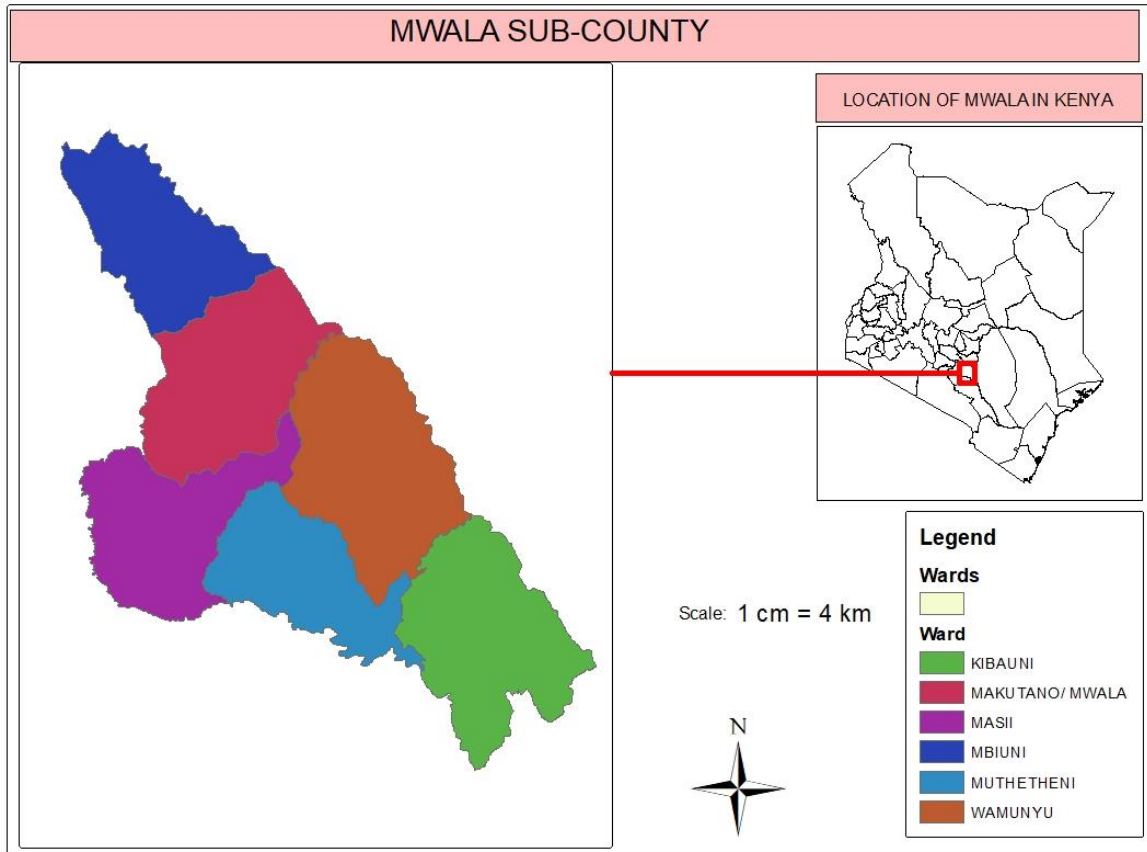 MWALA SUB-COUNTY
LOCATION OF MWALA IN KENYA
Legend
Wards
Ward
KIBAUNI
MAKUTANO/ MWALA
MASII
MBIUNI
MUTHETHENI
WAMUNYU
Scale: 1 cm = 4 km
N